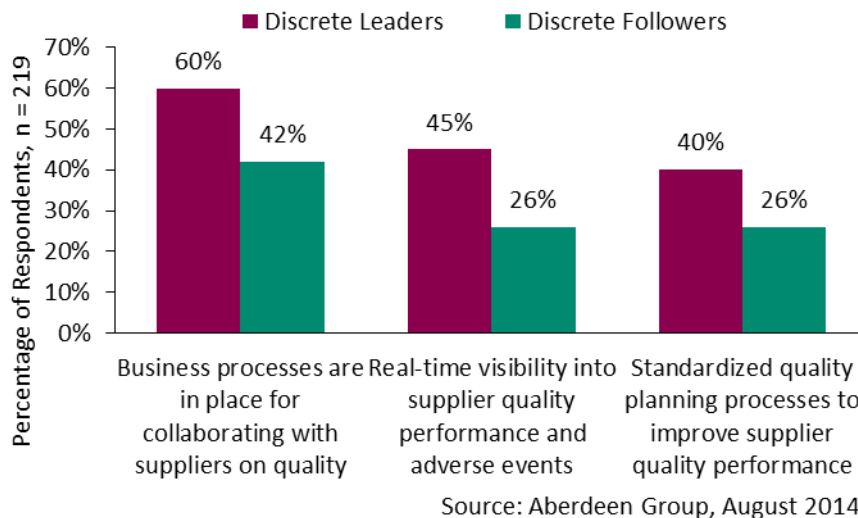 Discrete Leaders Discrete Followers
Percentage of Respondents, n = 219
70%
60%
50%
40%
30%
20%
10%
0%
60%
42%
45%
26%
40%
26%
Business processes are
in place for
collaborating with
suppliers on quality
Real-time visibility into
supplier quality
performance and
adverse events
Standardized quality
planning processes to
improve supplier
quality performance
Source: Aberdeen Group, August 2014